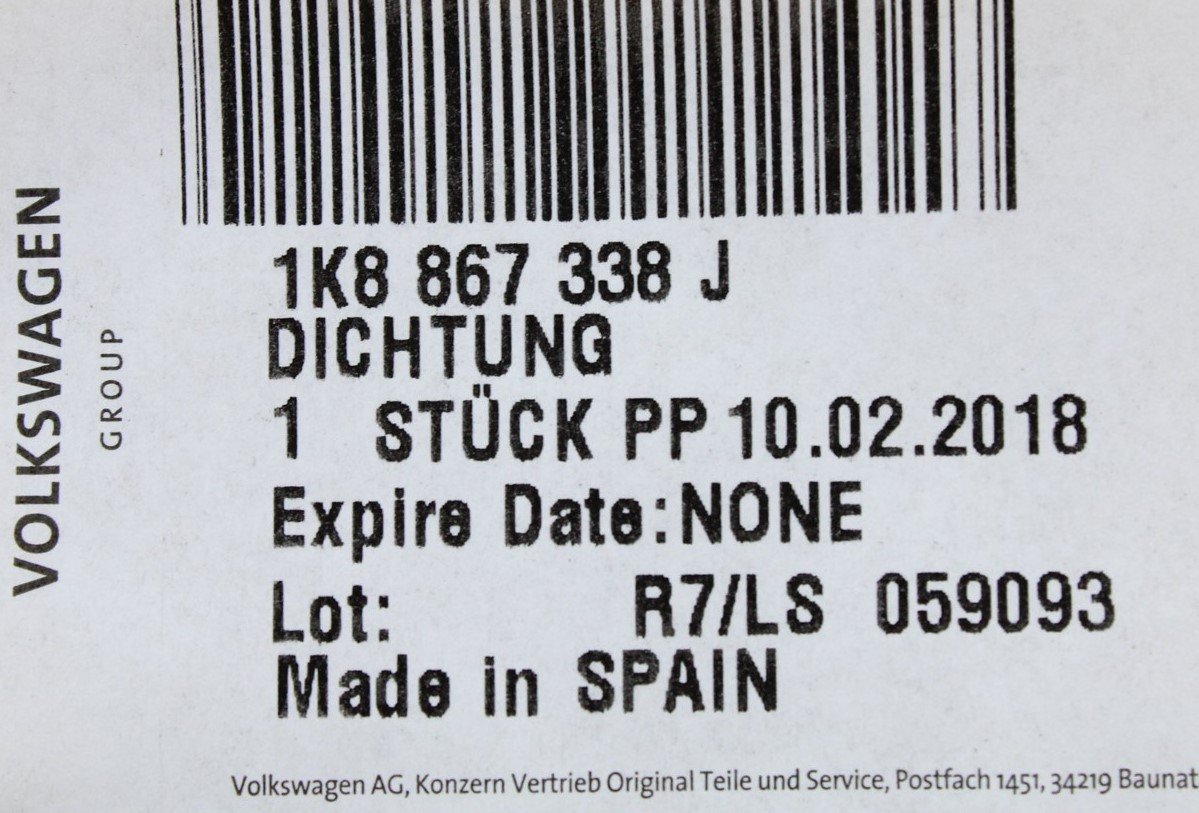 VOLKSWAGEN
GROUP
1K8 867 338 J
DICHTUNG
1 STÜCK PP 10.02.2018
Expire Date:NONE
Lot: R7/LS 059093
Made in SPAIN
Volkswagen AG, Konzern Vertrieb Original Teile und Service, Postfach 1451, 34219 Baunat